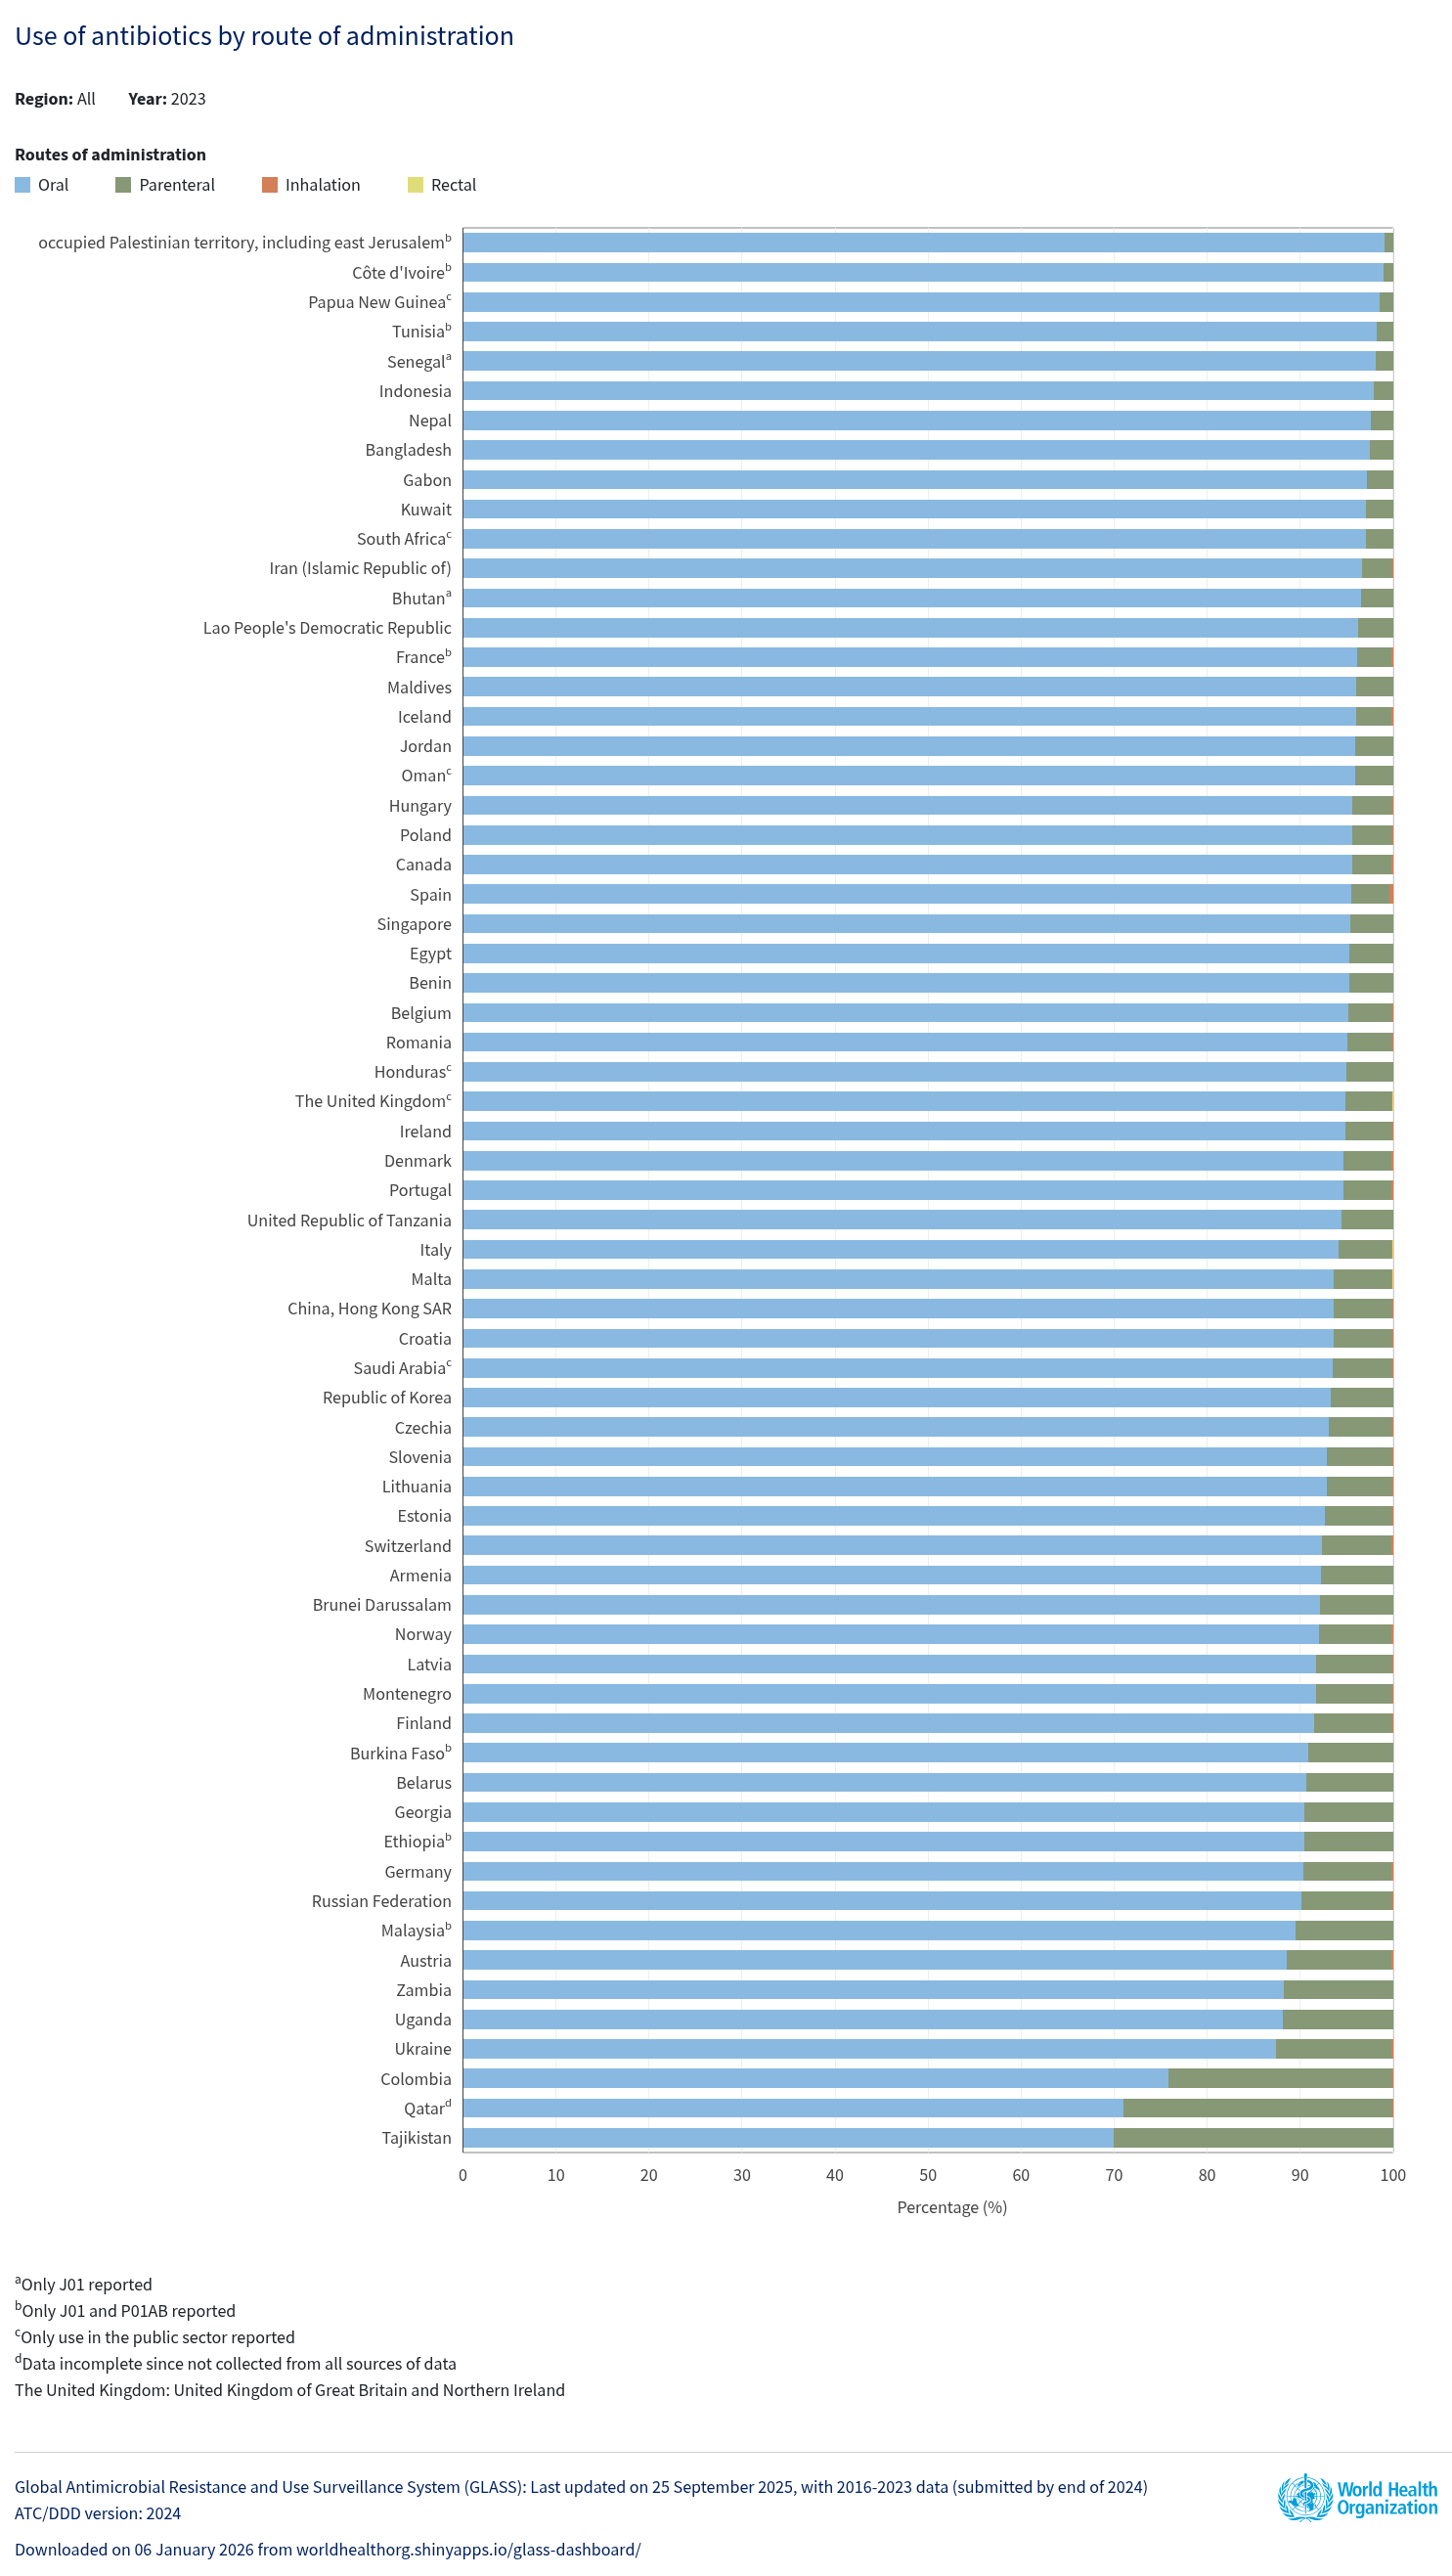 Use of antibiotics by route of administration
Region: All Year: 2023
Routes of administration
Oral Parenteral Inhalation Rectal
occupied Palestinian territory, including east Jerusalemᵇ
Côte d'Ivoireᵇ
Papua New Guineaᶜ
Tunisiaᵇ
Senegalᵃ
Indonesia
Nepal
Bangladesh
Gabon
Kuwait
South Africaᶜ
Iran (Islamic Republic of)
Bhutanᵃ
Lao People's Democratic Republic
Franceᵇ
Maldives
Iceland
Jordan
Omanᶜ
Hungary
Poland
Canada
Spain
Singapore
Egypt
Benin
Belgium
Romania
Hondurasᶜ
The United Kingdomᶜ
Ireland
Denmark
Portugal
United Republic of Tanzania
Italy
Malta
China, Hong Kong SAR
Croatia
Saudi Arabiaᶜ
Republic of Korea
Czechia
Slovenia
Lithuania
Estonia
Switzerland
Armenia
Brunei Darussalam
Norway
Latvia
Montenegro
Finland
Burkina Fasoᵇ
Belarus
Georgia
Ethiopiaᵇ
Germany
Russian Federation
Malaysiaᵇ
Austria
Zambia
Uganda
Ukraine
Colombia
Qatarᵈ
Tajikistan
0 10 20 30 40 50 60 70 80 90 100
Percentage (%)
ᵃOnly J01 reported
ᵇOnly J01 and P01AB reported
ᶜOnly use in the public sector reported
ᵈData incomplete since not collected from all sources of data
The United Kingdom: United Kingdom of Great Britain and Northern Ireland
Global Antimicrobial Resistance and Use Surveillance System (GLASS): Last updated on 25 September 2025, with 2016-2023 data (submitted by end of 2024)
ATC/DDD version: 2024
Downloaded on 06 January 2026 from worldhealthorg.shinyapps.io/glass-dashboard/
World Health
Organization